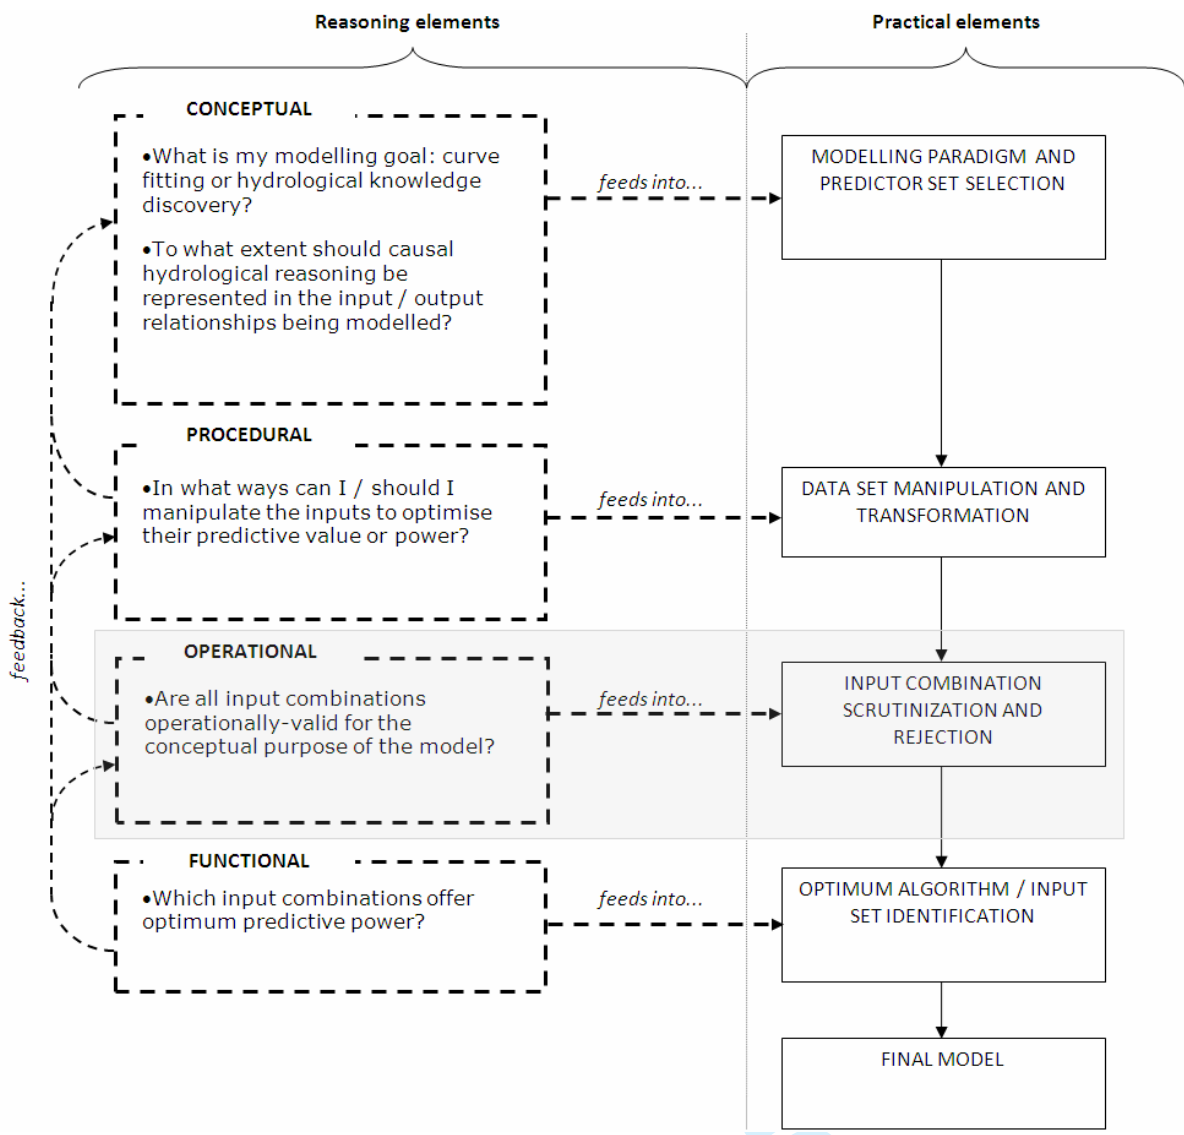 Reasoning elements
Practical elements
CONCEPTUAL
•What is my modelling goal: curve
fitting or hydrological knowledge
discovery?
•To what extent should causal
hydrological reasoning be
represented in the input / output
relationships being modelled?
feeds into...
MODELLING PARADIGM AND
PREDICTOR SET SELECTION
PROCEDURAL
•In what ways can I / should I
manipulate the inputs to optimise
their predictive value or power?
feeds into...
DATA SET MANIPULATION AND
TRANSFORMATION
feedback...
OPERATIONAL
•Are all input combinations
operationally-valid for the
conceptual purpose of the model?
feeds into...
INPUT COMBINATION
SCRUTINIZATION AND
REJECTION
FUNCTIONAL
•Which input combinations offer
optimum predictive power?
feeds into...
OPTIMUM ALGORITHM / INPUT
SET IDENTIFICATION
FINAL MODEL